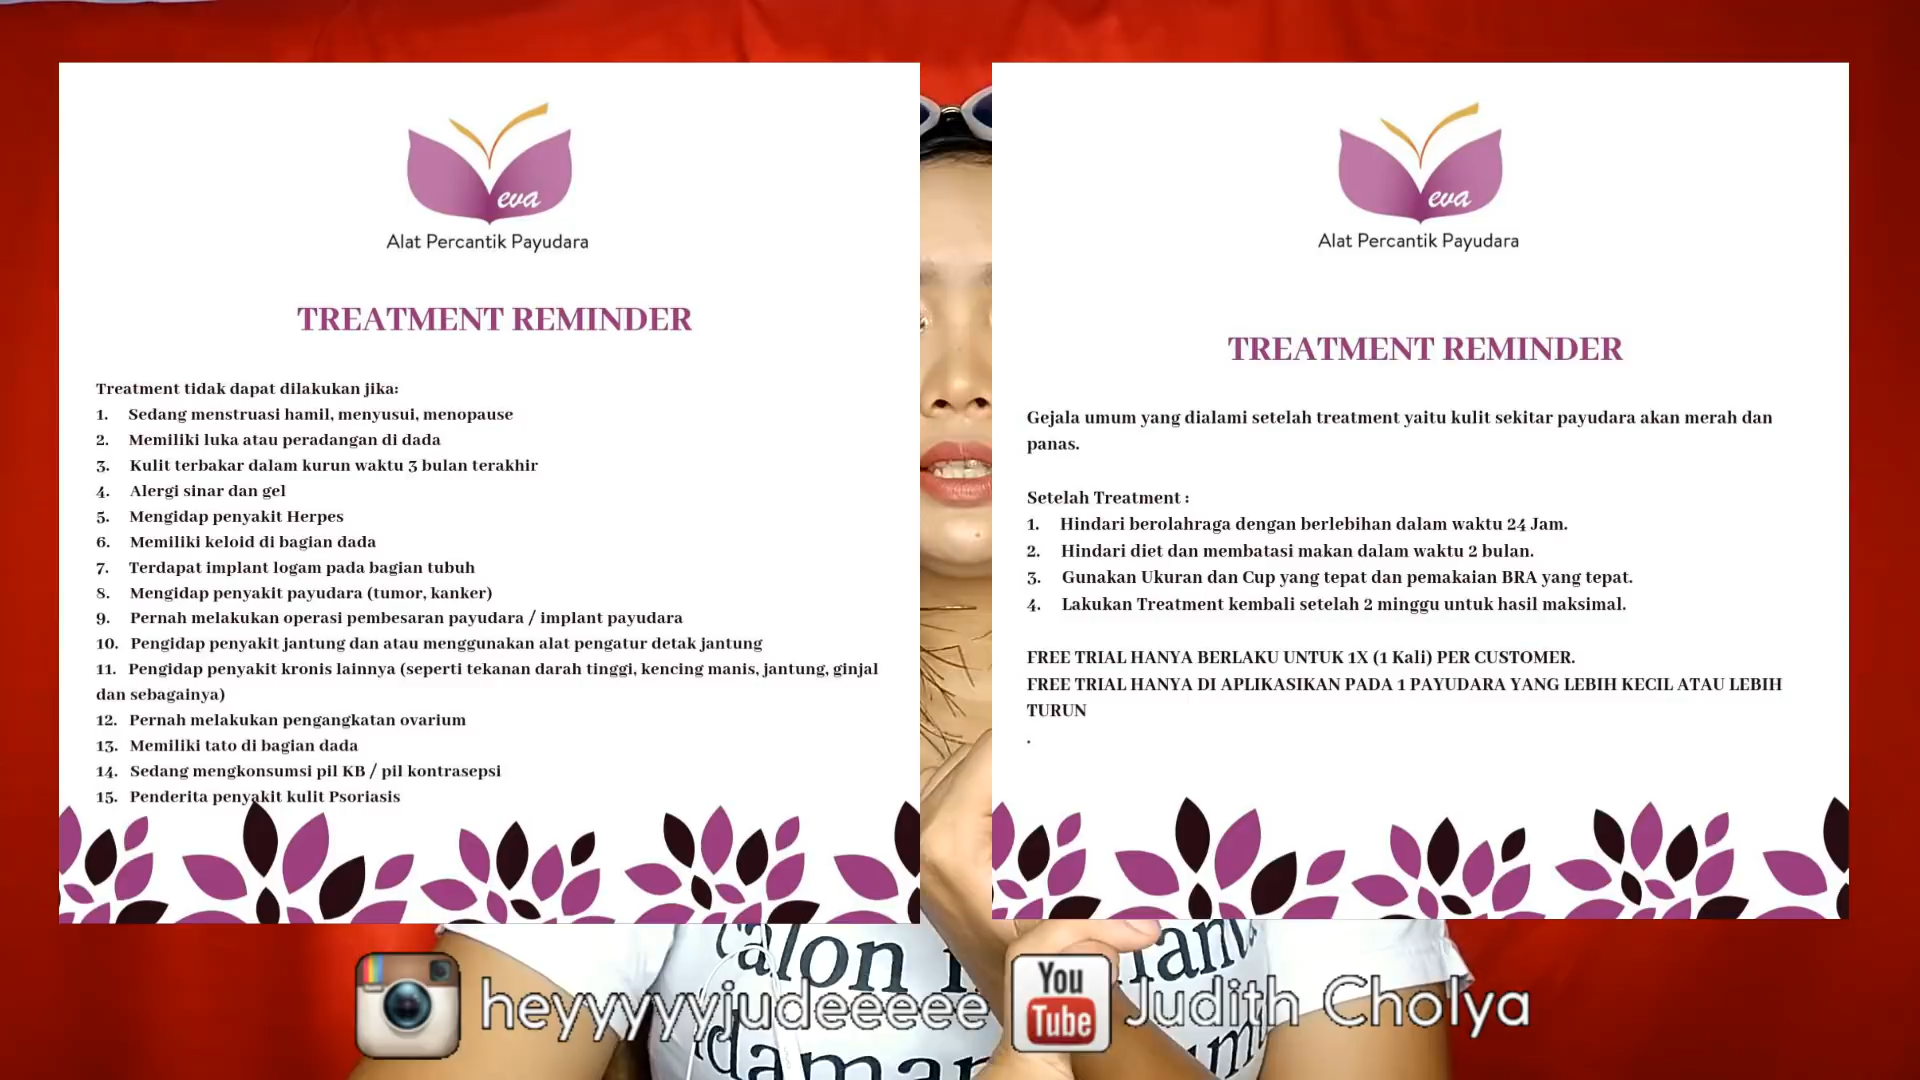 eva
Alat Percantik Payudara
TREATMENT REMINDER
Treatment tidak dapat dilakukan jika:
1. Sedang menstruasi hamil, menyusui, menopause
2. Memiliki luka atau peradangan di dada
3. Kulit terbakar dalam kurun waktu 3 bulan terakhir
4. Alergi sinar dan gel
5. Mengidap penyakit Herpes
6. Memiliki keloid di bagian dada
7. Terdapat implant logam pada bagian tubuh
8. Mengidap penyakit payudara (tumor, kanker)
9. Pernah melakukan operasi pembesaran payudara / implant payudara
10. Pengidap penyakit jantung dan atau menggunakan alat pengatur detak jantung
11. Pengidap penyakit kronis lainnya (seperti tekanan darah tinggi, kencing manis, jantung, ginjal
dan sebagainya)
12. Pernah melakukan pengangkatan ovarium
13. Memiliki tato di bagian dada
14. Sedang mengkonsumsi pil KB / pil kontrasepsi
15. Penderita penyakit kulit Psoriasis
eva
Alat Percantik Payudara
TREATMENT REMINDER
Gejala umum yang dialami setelah treatment yaitu kulit sekitar payudara akan merah dan
panas.
Setelah Treatment :
1. Hindari berolahraga dengan berlebihan dalam waktu 24 Jam.
2. Hindari diet dan membatasi makan dalam waktu 2 bulan.
3. Gunakan Ukuran dan Cup yang tepat dan pemakaian BRA yang tepat.
4. Lakukan Treatment kembali setelah 2 minggu untuk hasil maksimal.
FREE TRIAL HANYA BERLAKU UNTUK 1X (1 Kali) PER CUSTOMER.
FREE TRIAL HANYA DI APLIKASIKAN PADA 1 PAYUDARA YANG LEBIH KECIL ATAU LEBIH
TURUN
.
calon
heyyyyyyjudeeeee
You
Tube
Judith Cholya